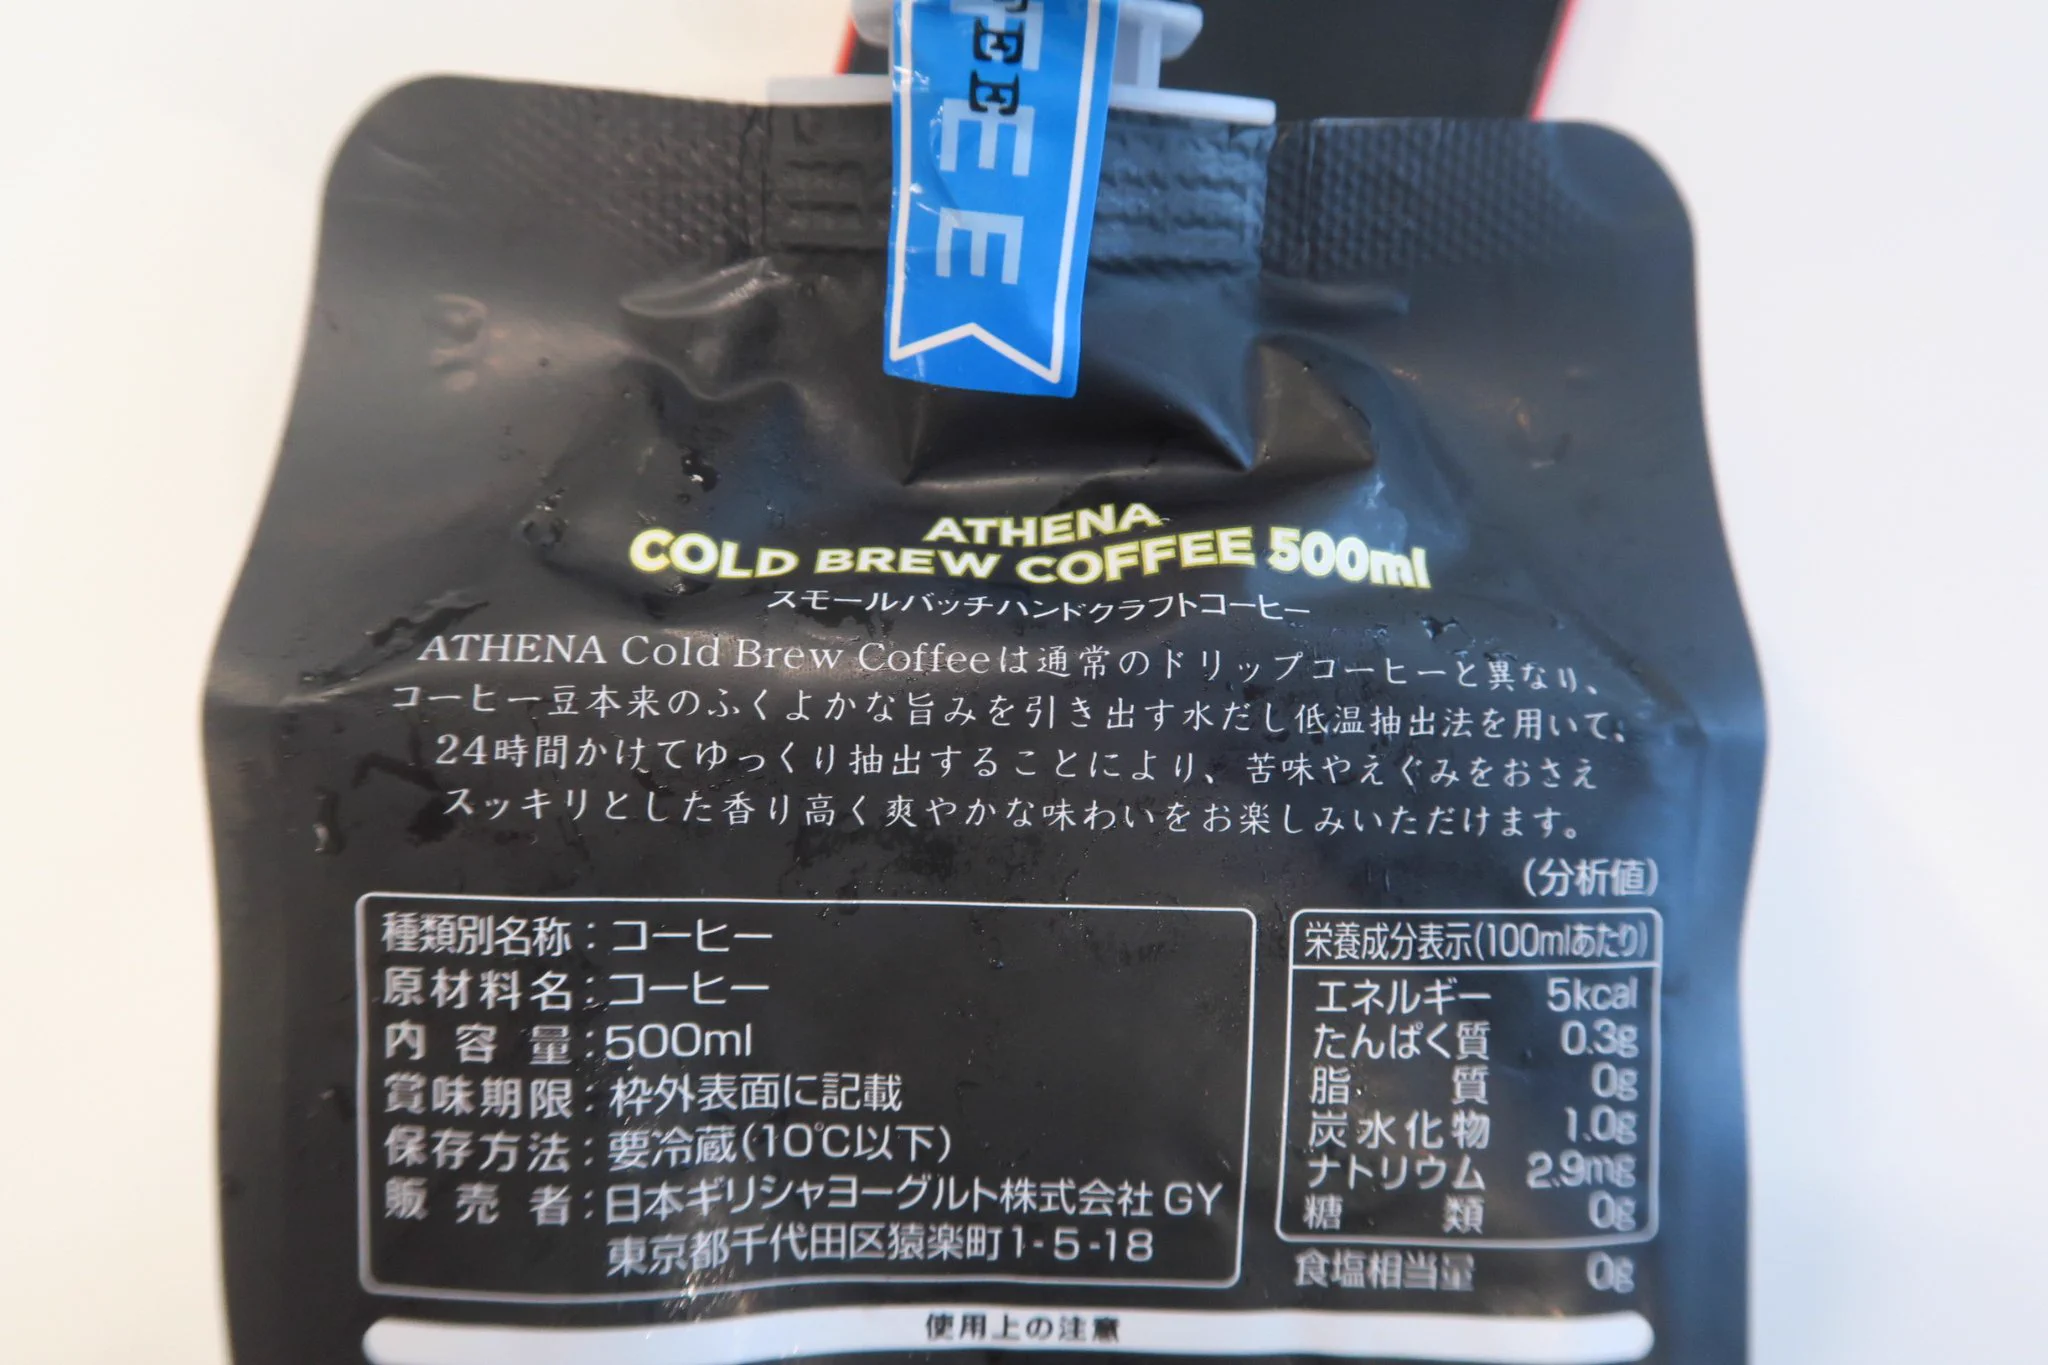 FEE
EE
ATHENA
COLD BREW COFFEE 500ml
スモールバッチハンドクラフトコーヒー
ATHENA Cold Brew Coffeeは通常のドリップコーヒーと異なり、
コーヒー豆本来のふくよかな旨みを引き出す水だし低温抽出法を用いて、
24時間かけてゆっくり抽出することにより、苦味やえぐみをおさえ
スッキリとした香り高く爽やかな味わいをお楽しみいただけます。
(分析値)
種類別名称:コーヒー
原材料名:コーヒー
内容量:500ml
賞味期限:枠外表面に記載
保存方法:要冷蔵(10℃以下)
販売者:日本ギリシャヨーグルト株式会社 GY
東京都千代田区猿楽町1-5-18
栄養成分表示(100mlあたり)
エネルギー 5kcal
たんぱく質 0.3g
脂質 0g
炭水化物 1.0g
ナトリウム 2.9mg
糖類 0g
食塩相当量 0g
使用上の注意